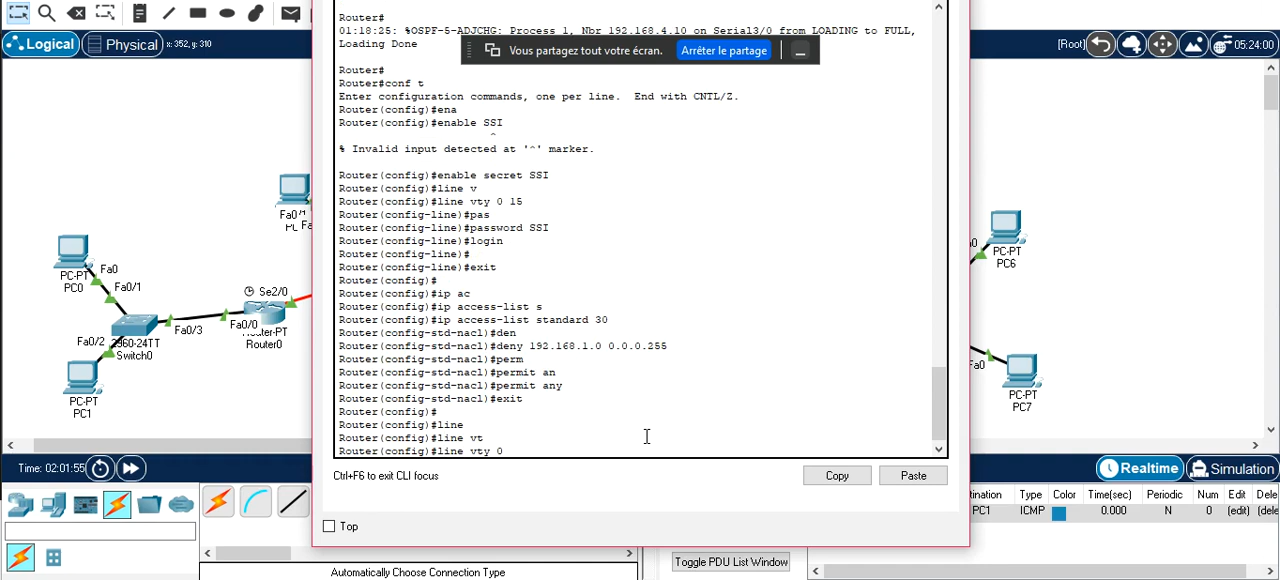 Logical
Physical
x: 352, y: 310
[Root]
05:24:00
Router#
01:18:25: %OSPF-5-ADJCHG: Process 1, Nbr 192.168.4.10 on Serial3/0 from LOADING to FULL,
Loading Done
Vous partagez tout votre écran.
Arrêter le partage
Router#
Router#conf t
Enter configuration commands, one per line.  End with CNTL/Z.
Router(config)#ena
Router(config)#enable SSI
^
% Invalid input detected at '^' marker.
Router(config)#enable secret SSI
Router(config)#line v
Router(config)#line vty 0 15
Router(config-line)#pas
Router(config-line)#password SSI
Router(config-line)#login
Router(config-line)#
Router(config-line)#exit
Router(config)#
Router(config)#ip ac
Router(config)#ip access-list s
Router(config)#ip access-list standard 30
Router(config-std-nacl)#den
Router(config-std-nacl)#deny 192.168.1.0 0.0.0.255
Router(config-std-nacl)#perm
Router(config-std-nacl)#permit an
Router(config-std-nacl)#permit any
Router(config-std-nacl)#exit
Router(config)#
Router(config)#line
Router(config)#line vt
Router(config)#line vty 0
Ctrl+F6 to exit CLI focus
Copy
Paste
Top
Fa0
PC-PT
PC0
Fa0/1
Fa0/2
2960-24TT
Switch0
Fa0/3
PC-PT
PC1
Se2/0
Fa0/0
Router-PT
Router0
PC-PT
PC6
PC-PT
PC7
Time: 02:01:55
Realtime
Simulation
Automatically Choose Connection Type
Toggle PDU List Window
Type
Color
Time(sec)
Periodic
Num
Edit
PC1
ICMP
0.000
N
0
(edit)